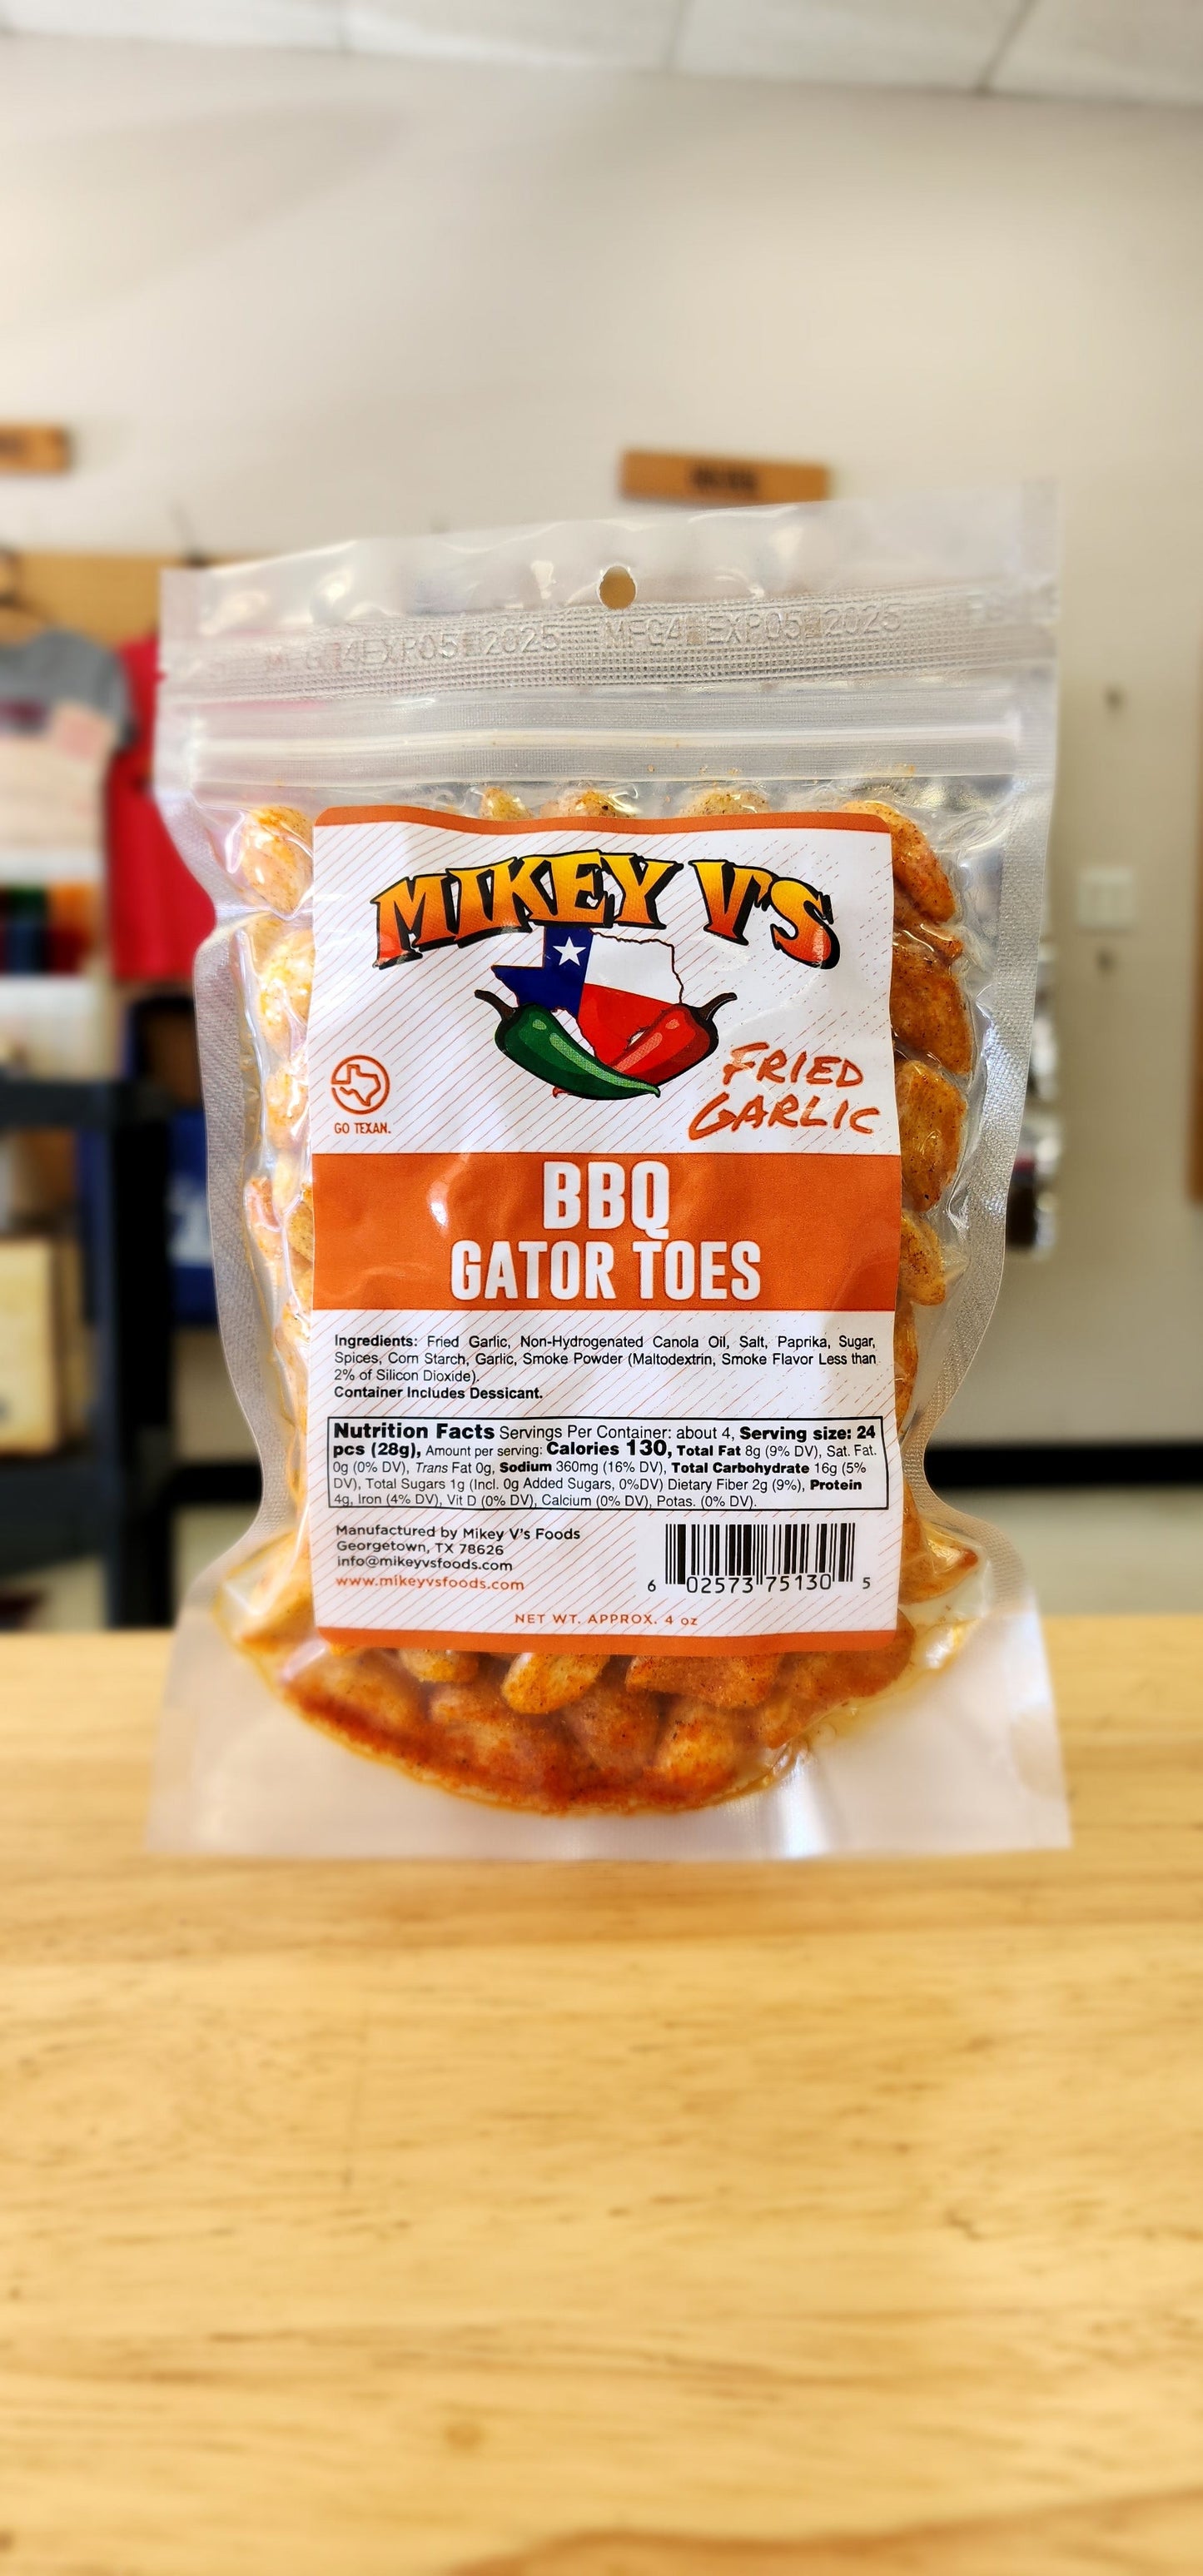 MFG 4 EXP05 2025 MFG4 EXP05 2025
MIKEY V'S
FRIED
GARLIC
GO TEXAN.
BBQ
GATOR TOES
Ingredients: Fried Garlic, Non-Hydrogenated Canola Oil, Salt, Paprika, Sugar,
Spices, Corn Starch, Garlic, Smoke Powder (Maltodextrin, Smoke Flavor Less than
2% of Silicon Dioxide).
Container Includes Dessicant.
Nutrition Facts Servings Per Container: about 4, Serving size: 24
pcs (28g), Amount per serving: Calories 130, Total Fat 8g (9% DV), Sat. Fat.
0g (0% DV), Trans Fat 0g, Sodium 360mg (16% DV), Total Carbohydrate 16g (5%
DV), Total Sugars 1g (Incl. 0g Added Sugars, 0%DV) Dietary Fiber 2g (9%), Protein
4g, Iron (4% DV), Vit D (0% DV), Calcium (0% DV), Potas. (0% DV).
Manufactured by Mikey V's Foods
Georgetown, TX 78626
info@mikeyvsfoods.com
www.mikeyvsfoods.com
6 02573 75130 5
NET WT. APPROX. 4 oz